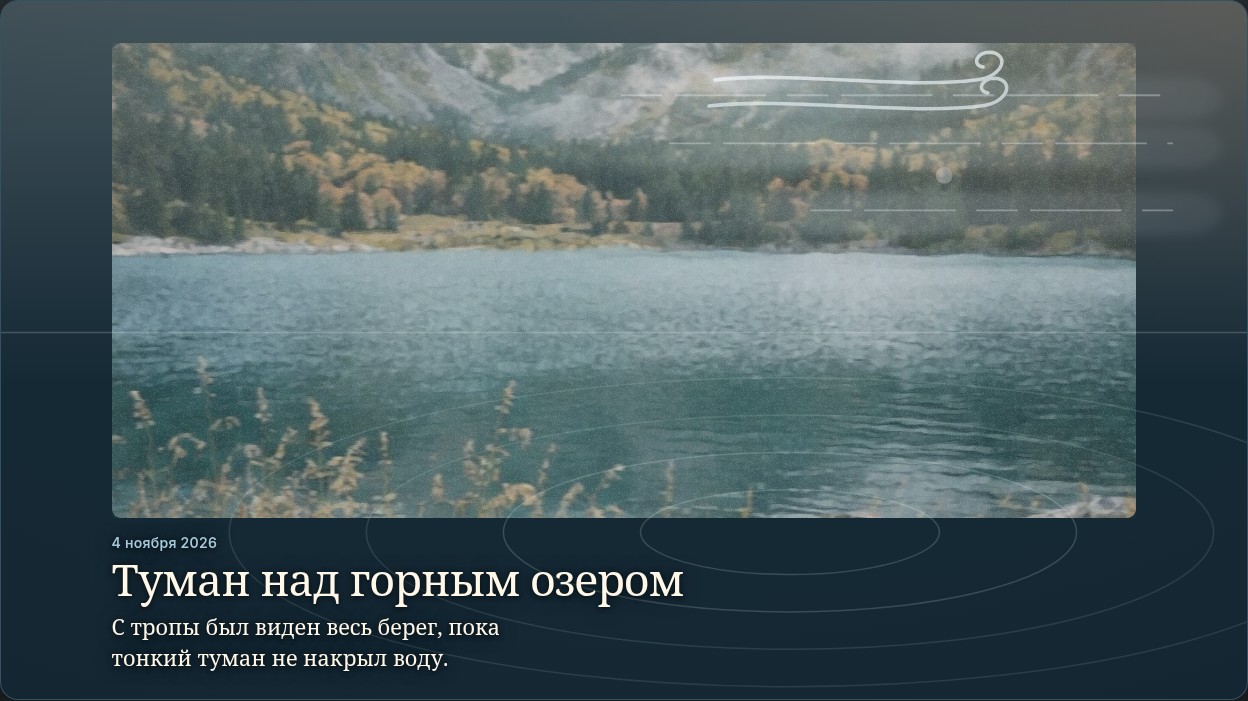 4 ноября 2026
Туман над горным озером
С тропы был виден весь берег, пока
тонкий туман не накрыл воду.